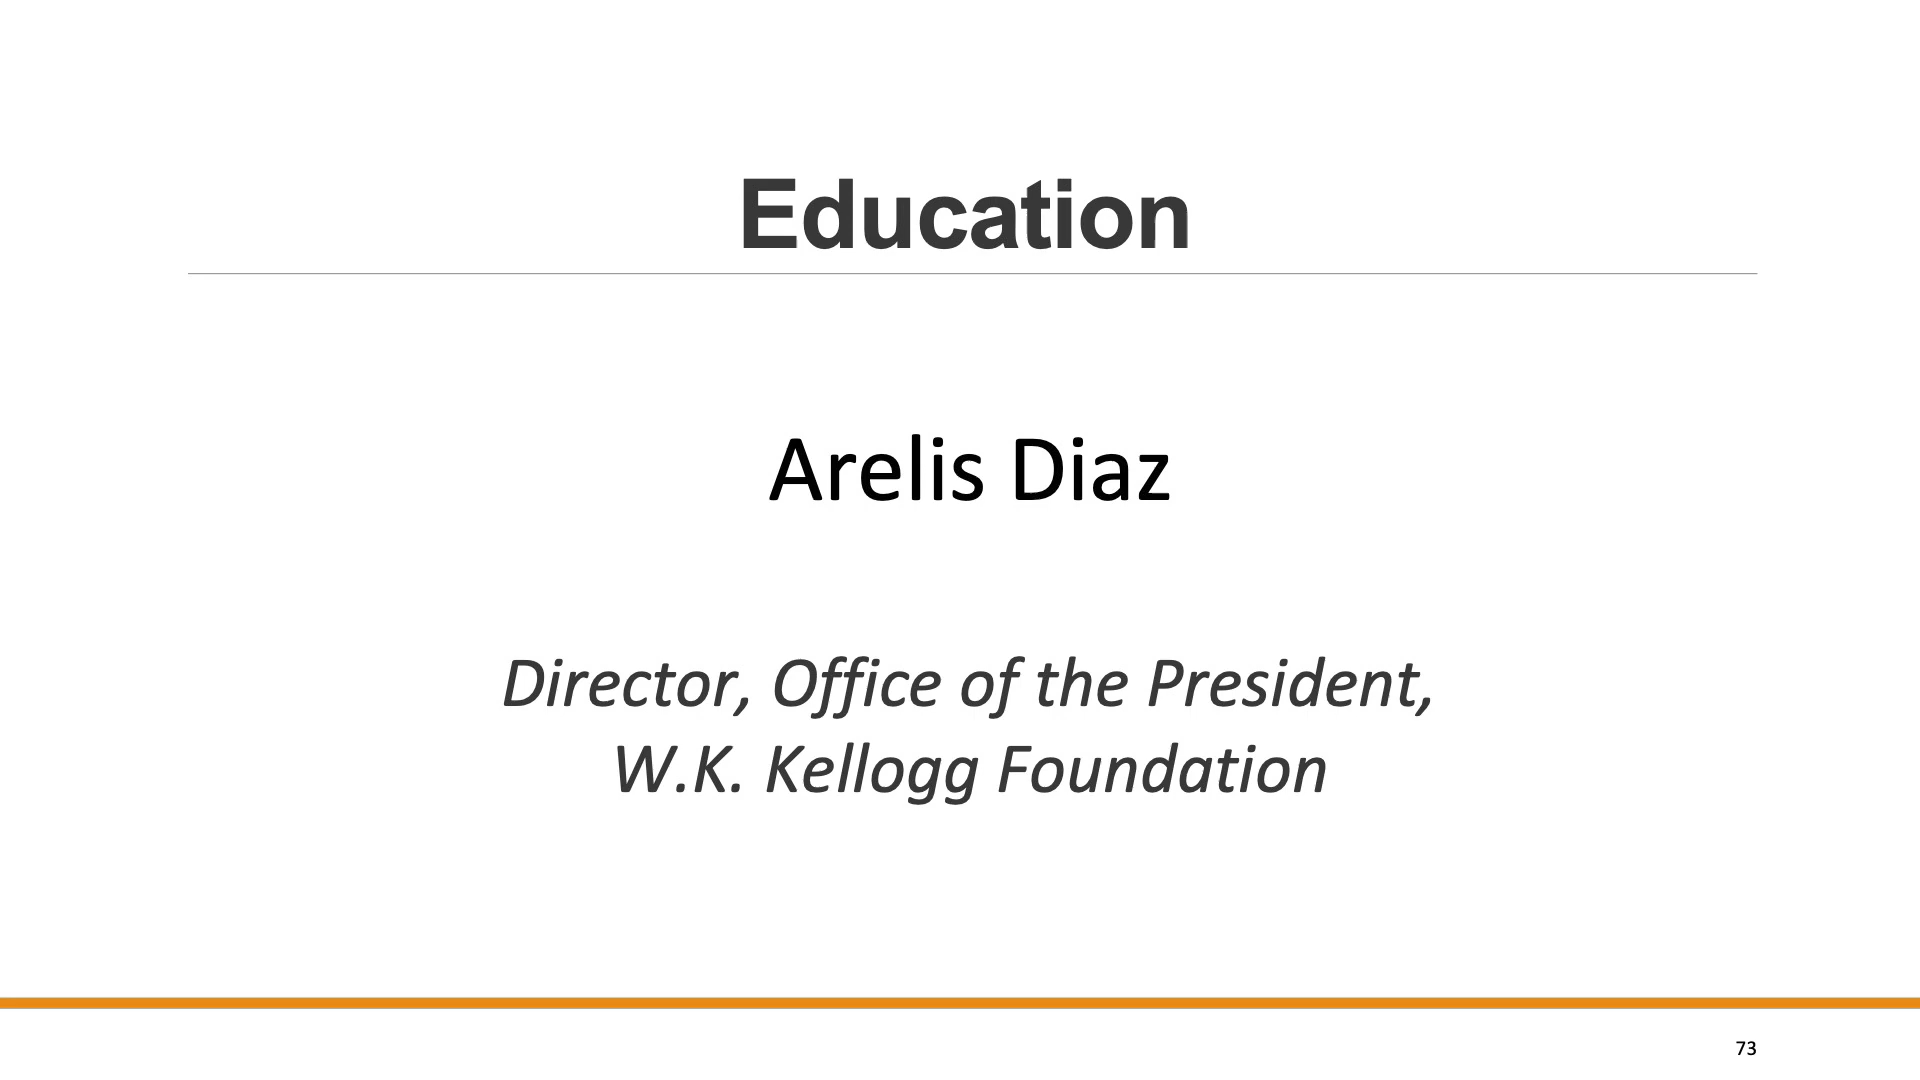 Education
Arelis Diaz
Director, Office of the President,
W.K. Kellogg Foundation
73